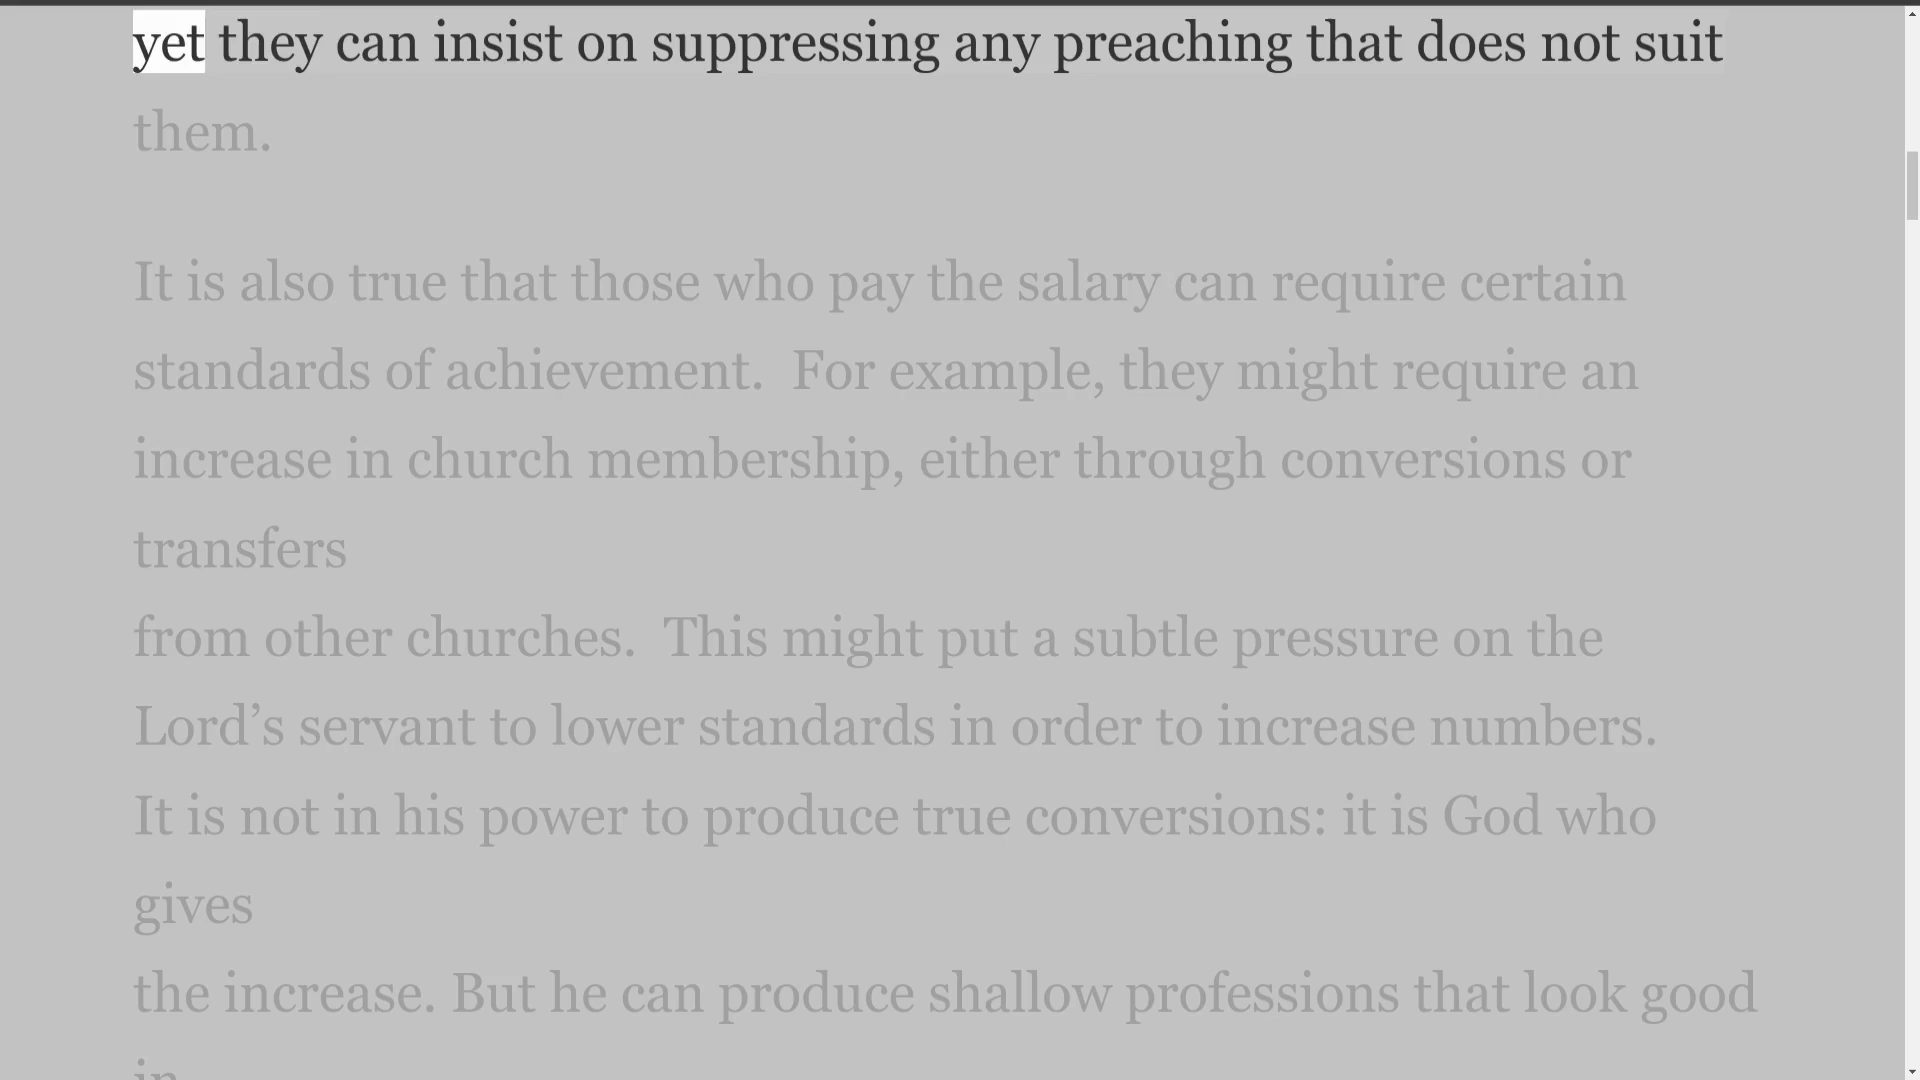 yet they can insist on suppressing any preaching that does not suit
them.
It is also true that those who pay the salary can require certain
standards of achievement.  For example, they might require an
increase in church membership, either through conversions or
transfers
from other churches.  This might put a subtle pressure on the
Lord’s servant to lower standards in order to increase numbers.
It is not in his power to produce true conversions: it is God who
gives
the increase. But he can produce shallow professions that look good
in